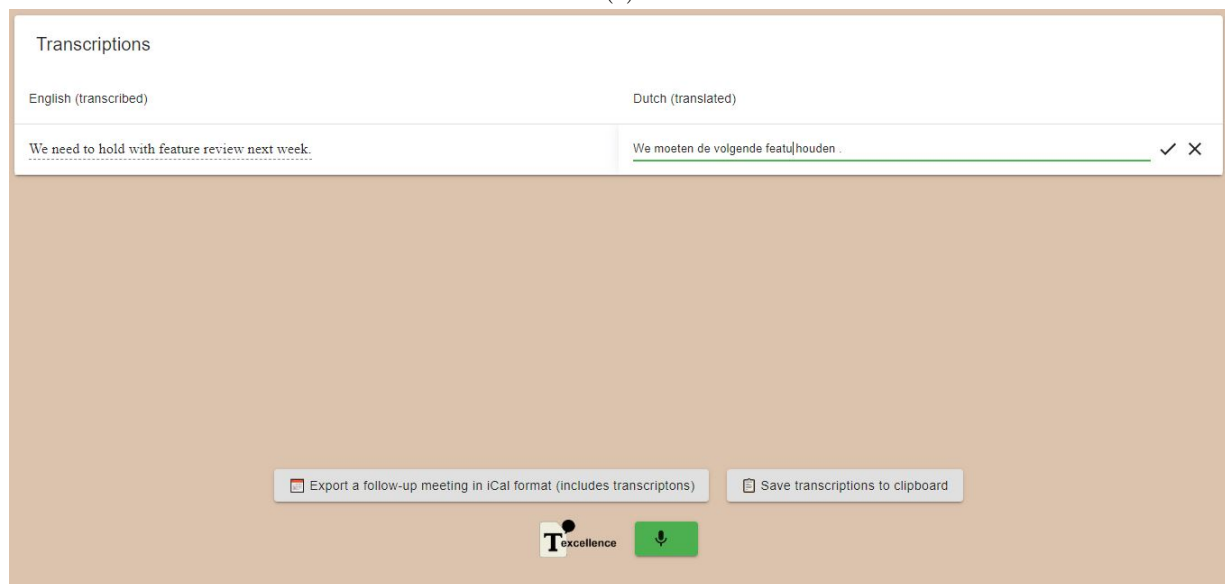 Transcriptions
English (transcribed) Dutch (translated)
We need to hold with feature review next week. We moeten de volgende featu houden .
Export a follow-up meeting in iCal format (includes transcriptons) Save transcriptions to clipboard
Texcellence